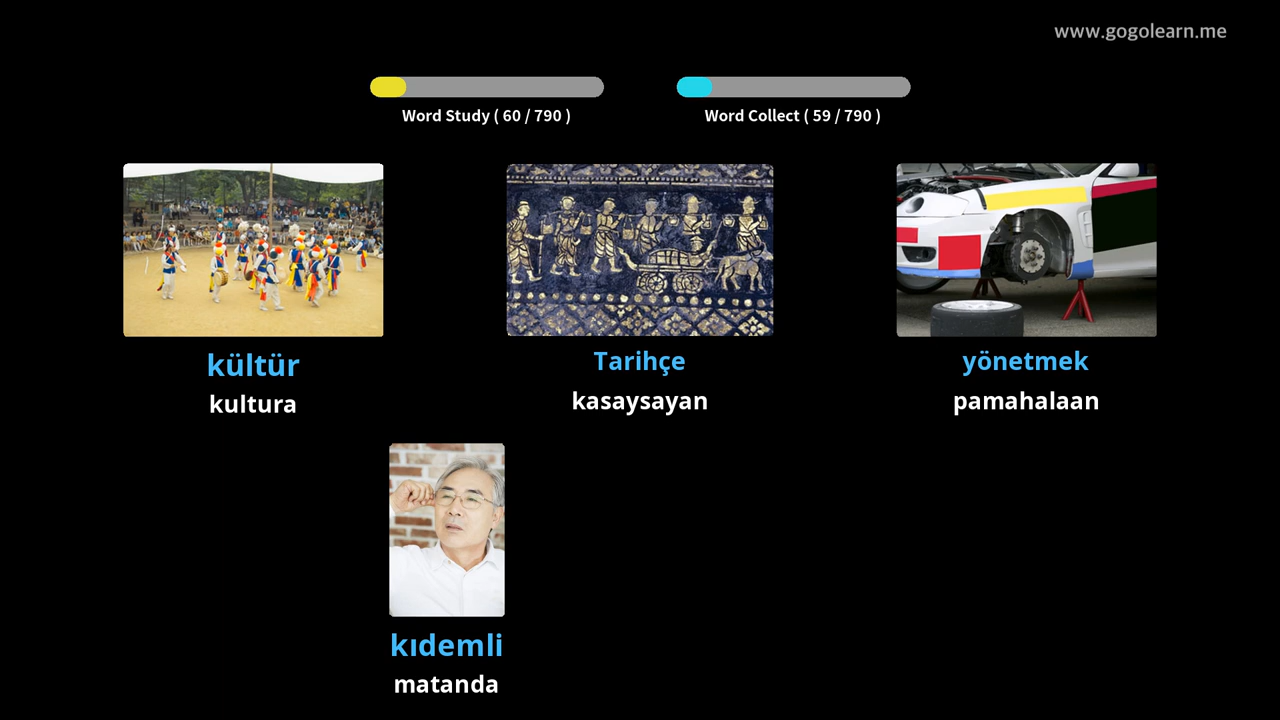 www.gogolearn.me
Word Study ( 60 / 790 )
Word Collect ( 59 / 790 )
kültür
kultura
Tarihçe
kasaysayan
yönetmek
pamahalaan
kıdemli
matanda